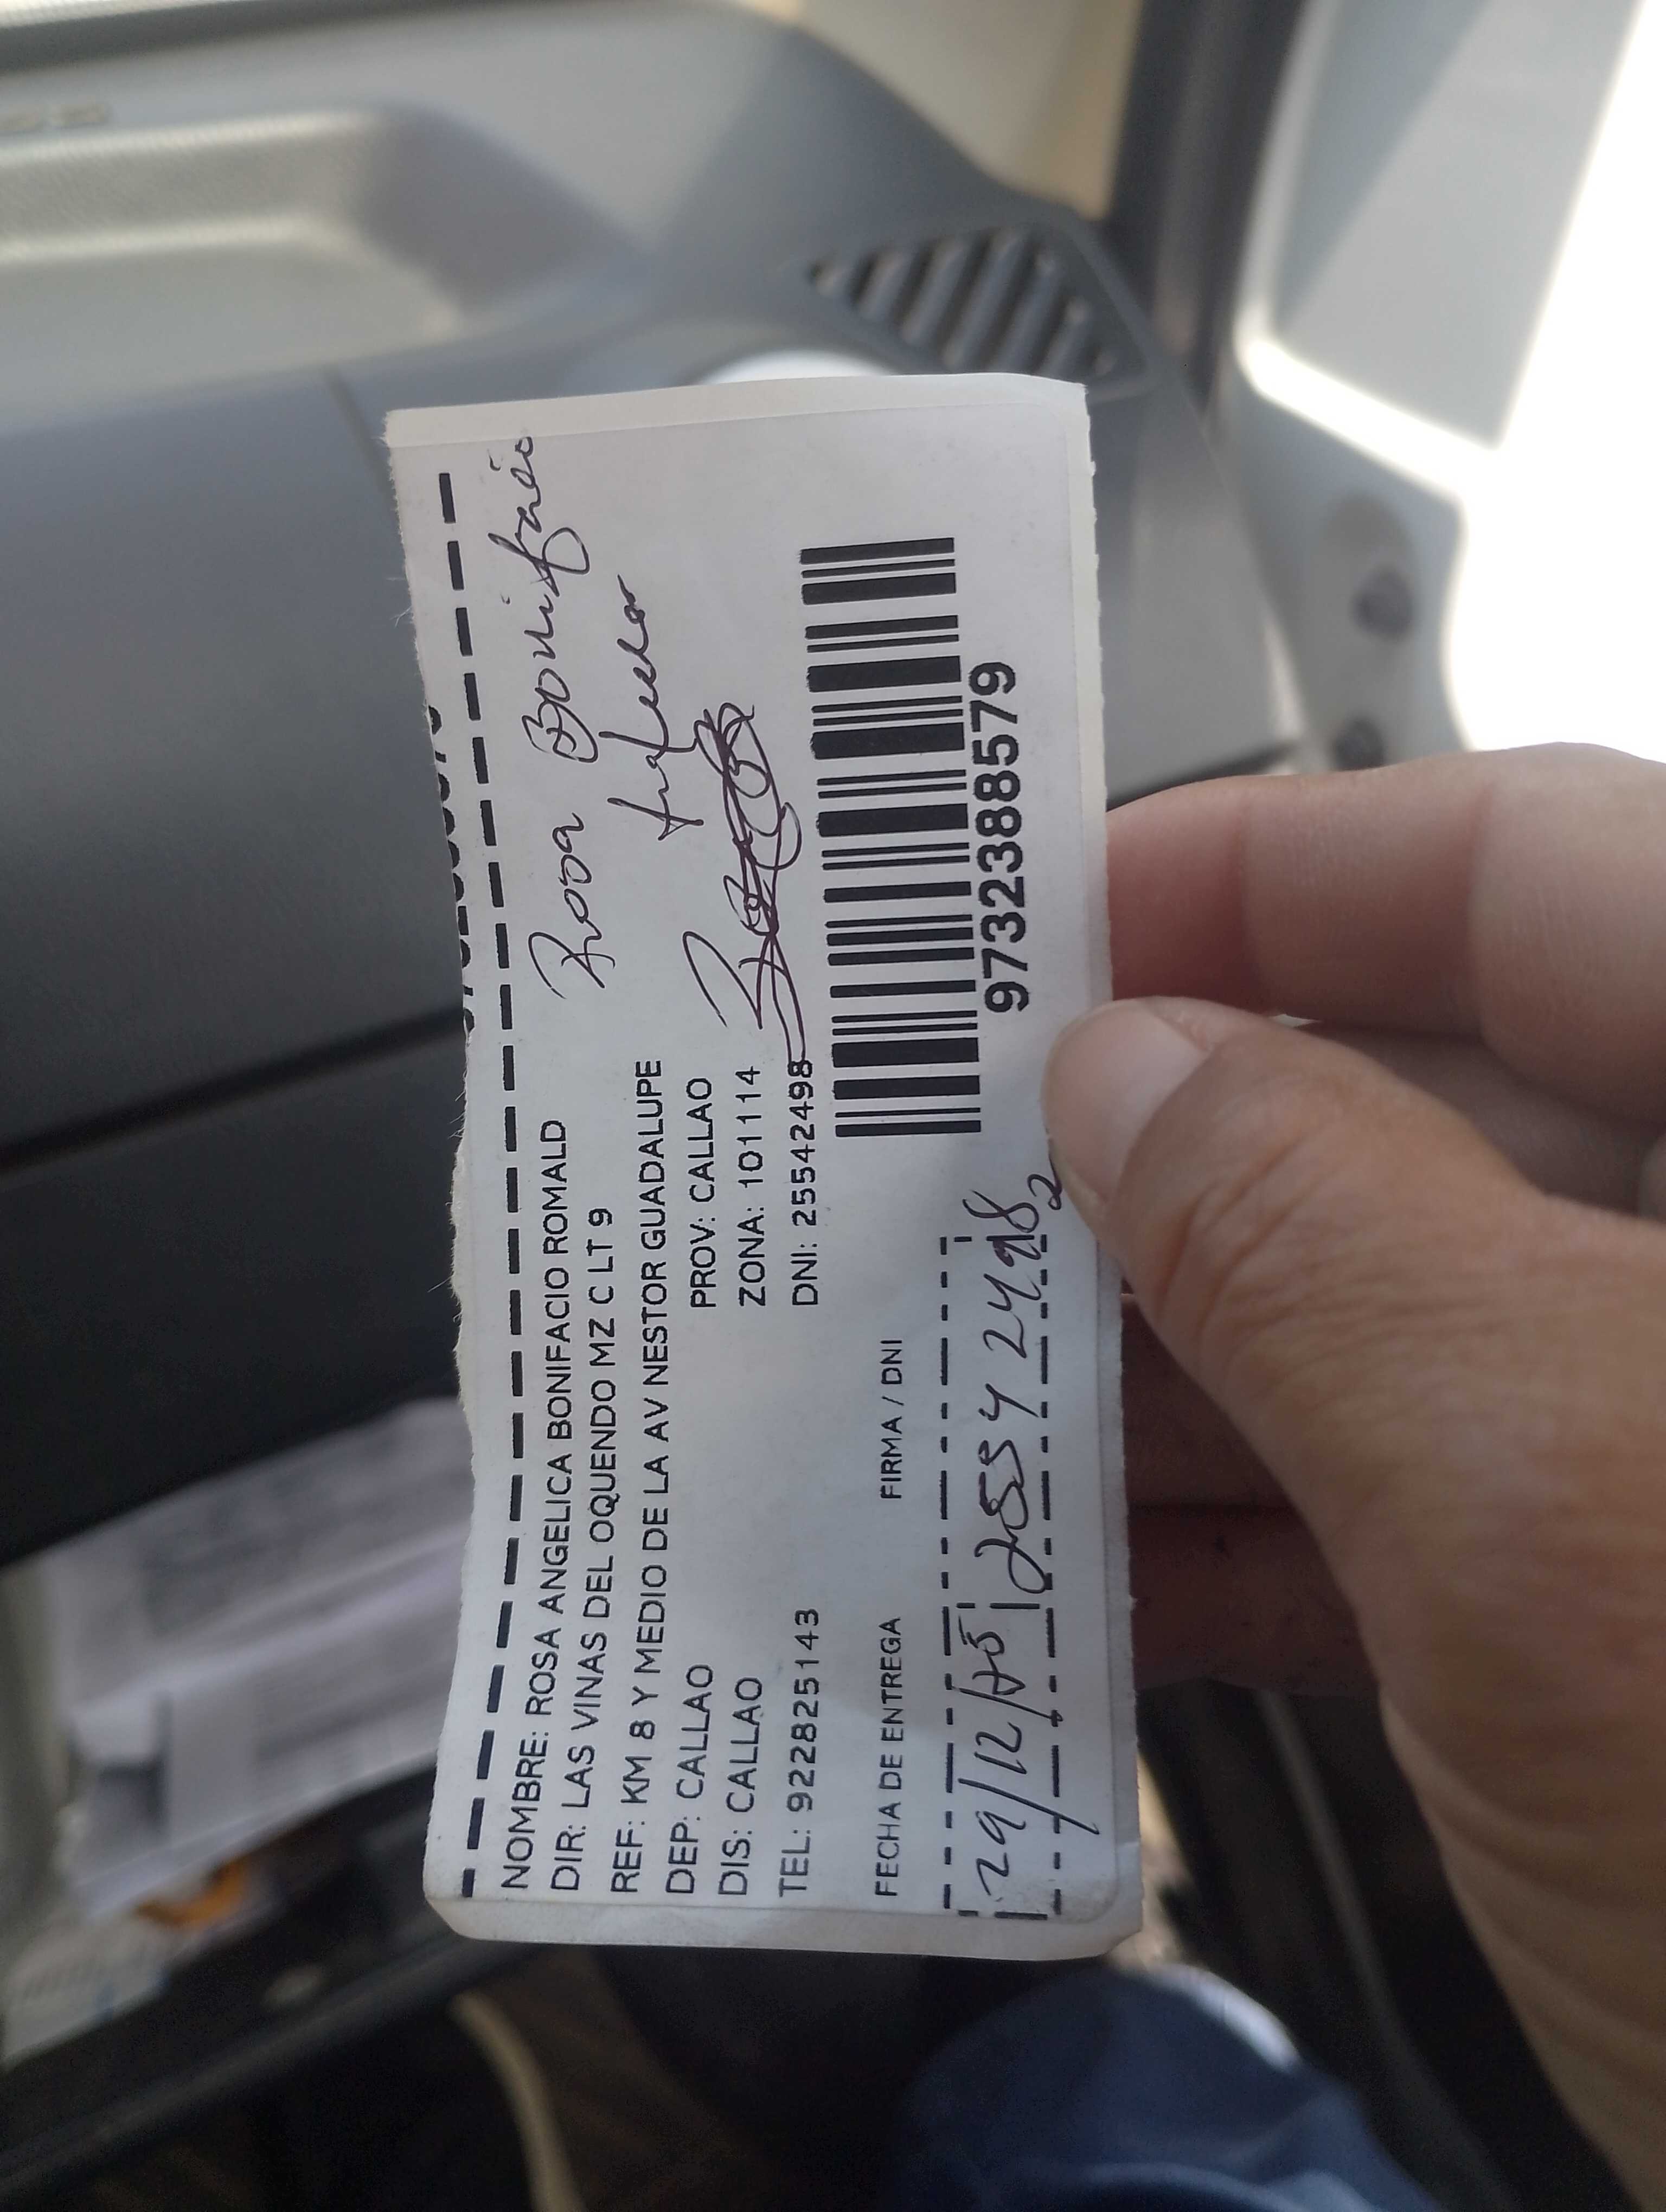 NOMBRE: ROSA ANGELICA BONIFACIO ROMALD
DIR: LAS VINAS DEL OQUENDO MZ C LT 9
REF: KM 8 Y MEDIO DE LA AV NESTOR GUADALUPE
DEP: CALLAO PROV: CALLAO
DIS: CALLAO ZONA: 101114
TEL: 922825143 DNI: 25542498
Rosa Bonifacio
titular
9732388579
FECHA DE ENTREGA FIRMA / DNI
29/12/25 25542498
2